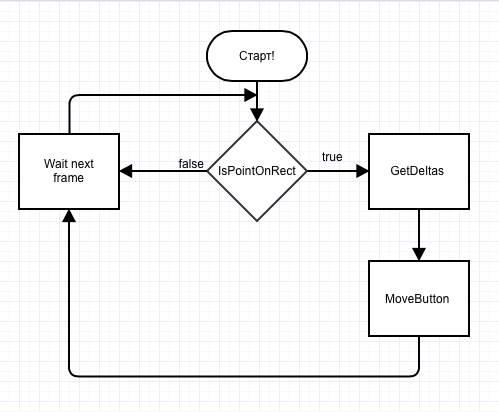 Старт!
Wait next
frame
false
IsPointOnRect
true
GetDeltas
MoveButton